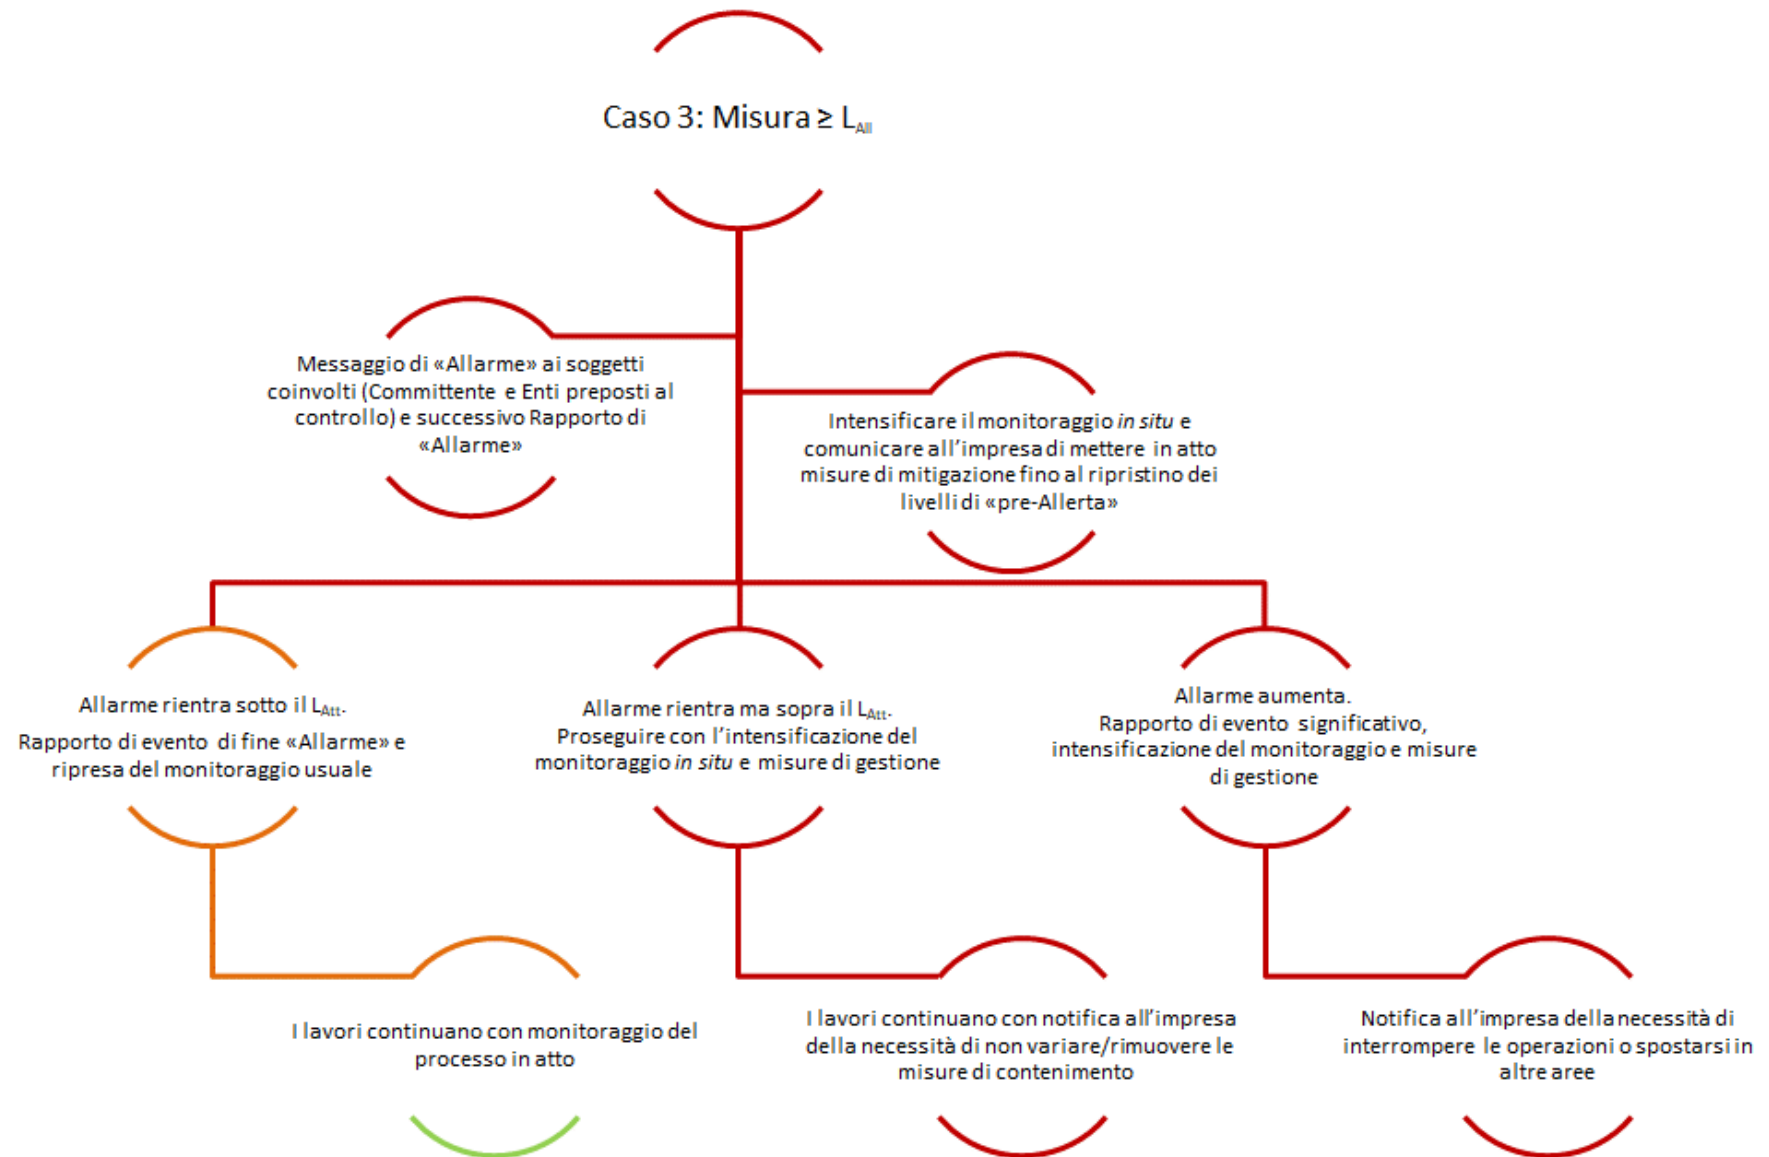 Caso 3: Misura ≥ L_All
Messaggio di «Allarme» ai soggetti
coinvolti (Committente e Enti preposti al
controllo) e successivo Rapporto di
«Allarme»
Intensificare il monitoraggio in situ e
comunicare all'impresa di mettere in atto
misure di mitigazione fino al ripristino dei
livelli di «pre-Allerta»
Allarme rientra sotto il L_Att.
Rapporto di evento di fine «Allarme» e
ripresa del monitoraggio usuale
Allarme rientra ma sopra il L_Att.
Proseguire con l'intensificazione del
monitoraggio in situ e misure di gestione
Allarme aumenta.
Rapporto di evento significativo,
intensificazione del monitoraggio e misure
di gestione
I lavori continuano con monitoraggio del
processo in atto
I lavori continuano con notifica all'impresa
della necessità di non variare/rimuovere le
misure di contenimento
Notifica all'impresa della necessità di
interrompere le operazioni o spostarsi in
altre aree